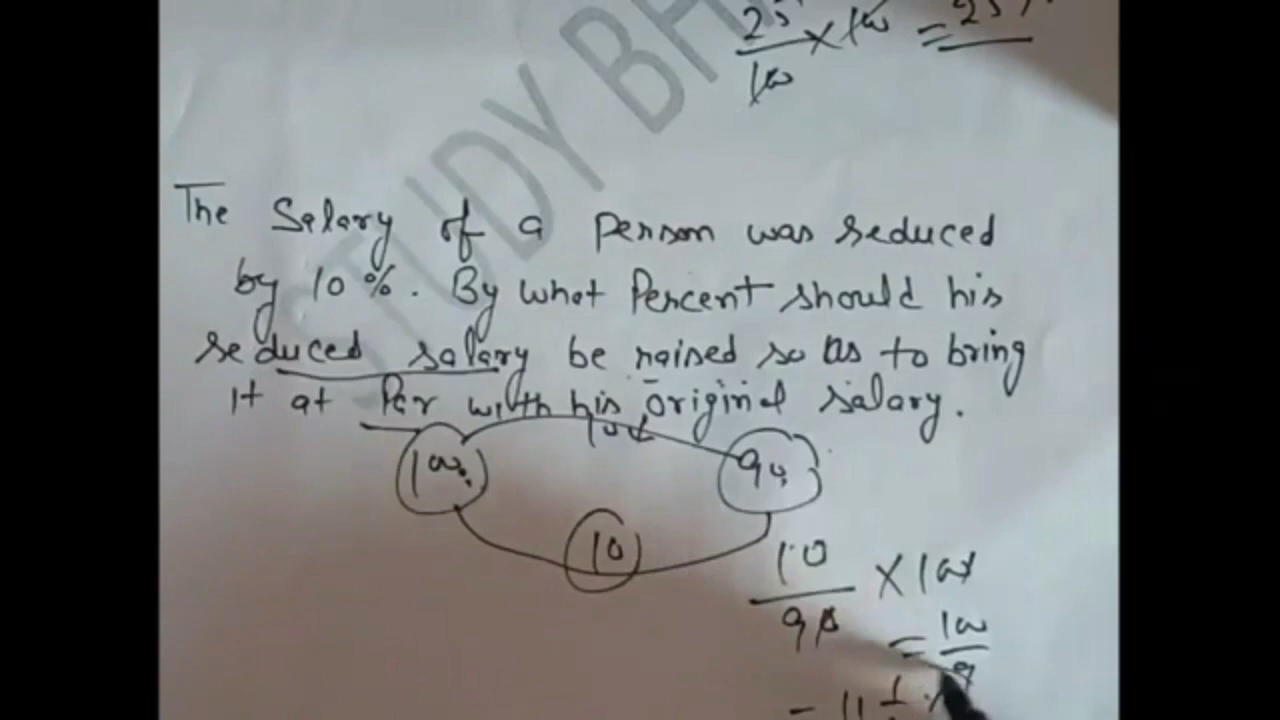 25/100 × 100 = 25%
STUDY BH
The Salary of a Person was reduced
by 10%. By what Percent should his
reduced salary be raised so as to bring
it at Par with his original salary.
100 90
10
10/90 × 100
= 100/9
= 11 1